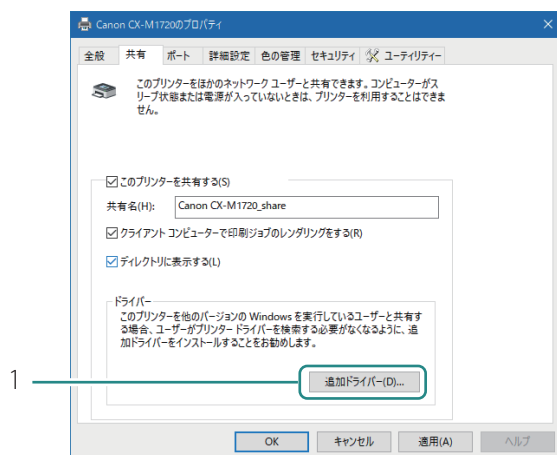 Canon CX-M1720のプロパティ
全般 共有 ポート 詳細設定 色の管理 セキュリティ ユーティリティー
このプリンターをほかのネットワーク ユーザーと共有できます。コンピューターがス
リープ状態または電源が入っていないときは、プリンターを利用することはできま
せん。
このプリンターを共有する(S)
共有名(H): Canon CX-M1720_share
クライアント コンピューターで印刷ジョブのレンダリングをする(R)
ディレクトリに表示する(L)
ドライバー
このプリンターを他のバージョンの Windows を実行しているユーザーと共有す
る場合、ユーザーがプリンター ドライバーを検索する必要がなくなるように、追
加ドライバーをインストールすることをお勧めします。
1 追加ドライバー(D)...
OK キャンセル 適用(A) ヘルプ